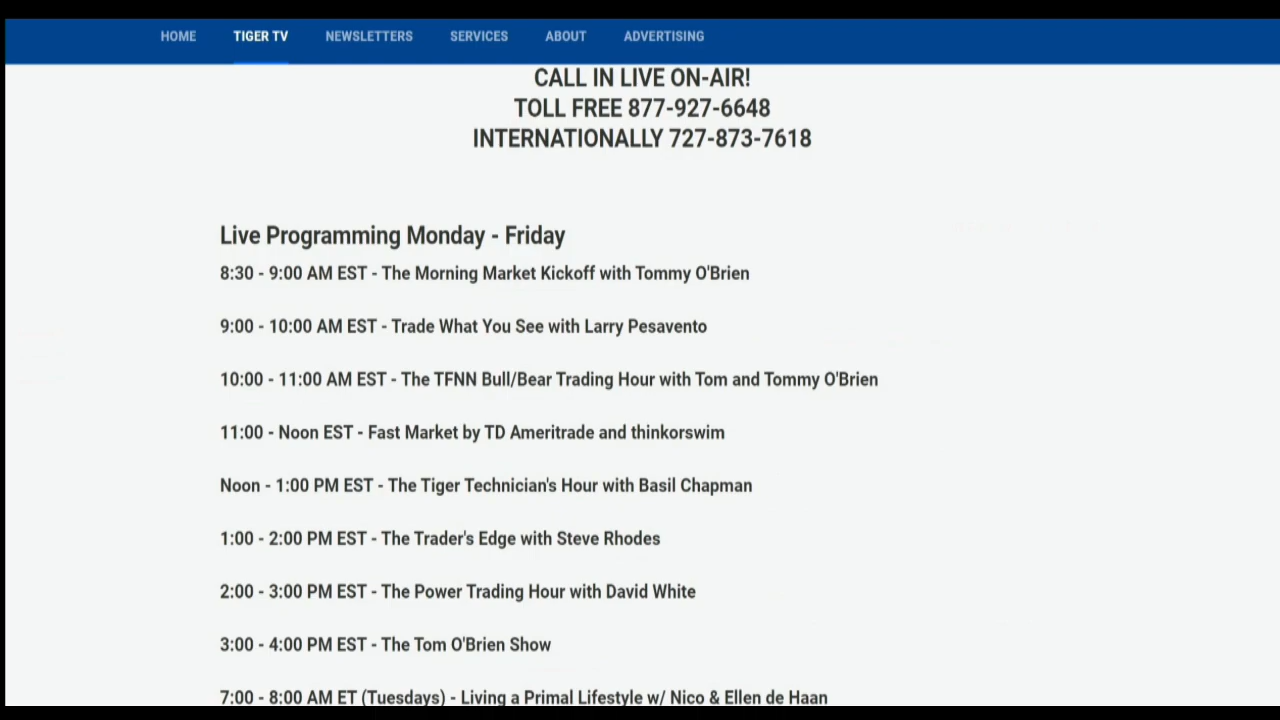 HOME TIGER TV NEWSLETTERS SERVICES ABOUT ADVERTISING
CALL IN LIVE ON-AIR!
TOLL FREE 877-927-6648
INTERNATIONALLY 727-873-7618
Live Programming Monday - Friday
8:30 - 9:00 AM EST - The Morning Market Kickoff with Tommy O'Brien
9:00 - 10:00 AM EST - Trade What You See with Larry Pesavento
10:00 - 11:00 AM EST - The TFNN Bull/Bear Trading Hour with Tom and Tommy O'Brien
11:00 - Noon EST - Fast Market by TD Ameritrade and thinkorswim
Noon - 1:00 PM EST - The Tiger Technician's Hour with Basil Chapman
1:00 - 2:00 PM EST - The Trader's Edge with Steve Rhodes
2:00 - 3:00 PM EST - The Power Trading Hour with David White
3:00 - 4:00 PM EST - The Tom O'Brien Show
7:00 - 8:00 AM ET (Tuesdays) - Living a Primal Lifestyle w/ Nico & Ellen de Haan